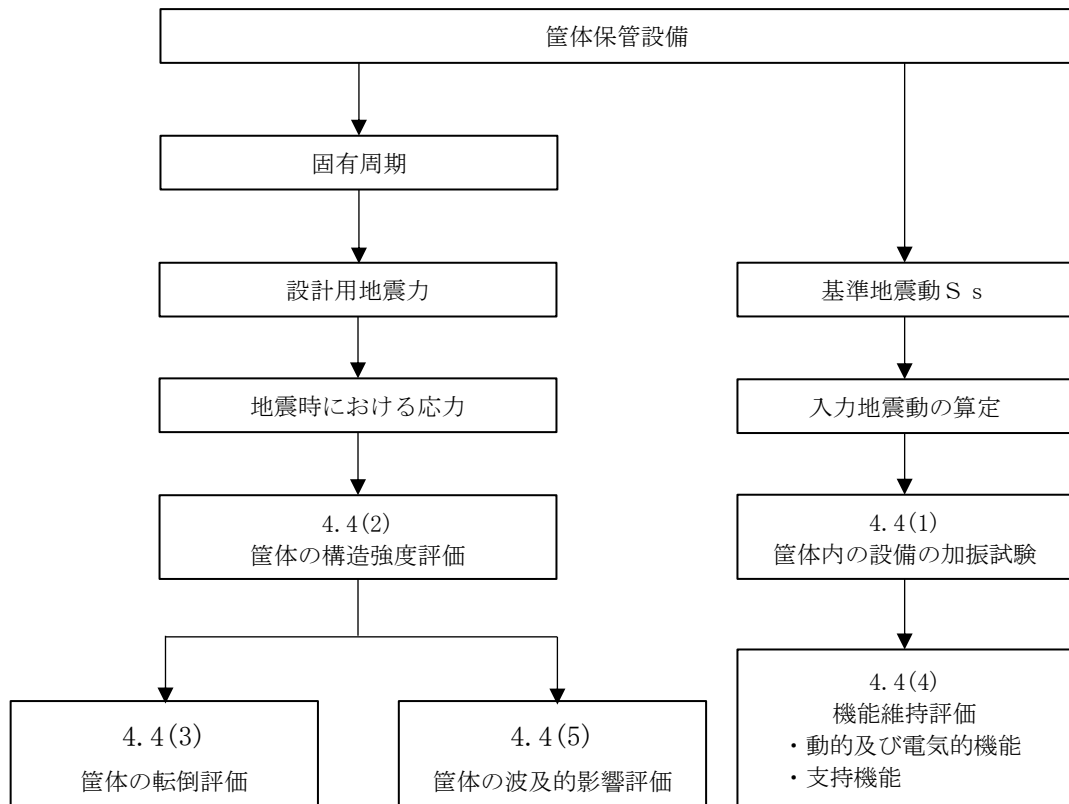 筐体保管設備
固有周期
設計用地震力
基準地震動Ｓｓ
地震時における応力
入力地震動の算定
4.4(2)
筐体の構造強度評価
4.4(1)
筐体内の設備の加振試験
4.4(3)
筐体の転倒評価
4.4(5)
筐体の波及的影響評価
4.4(4)
機能維持評価
・動的及び電気的機能
・支持機能